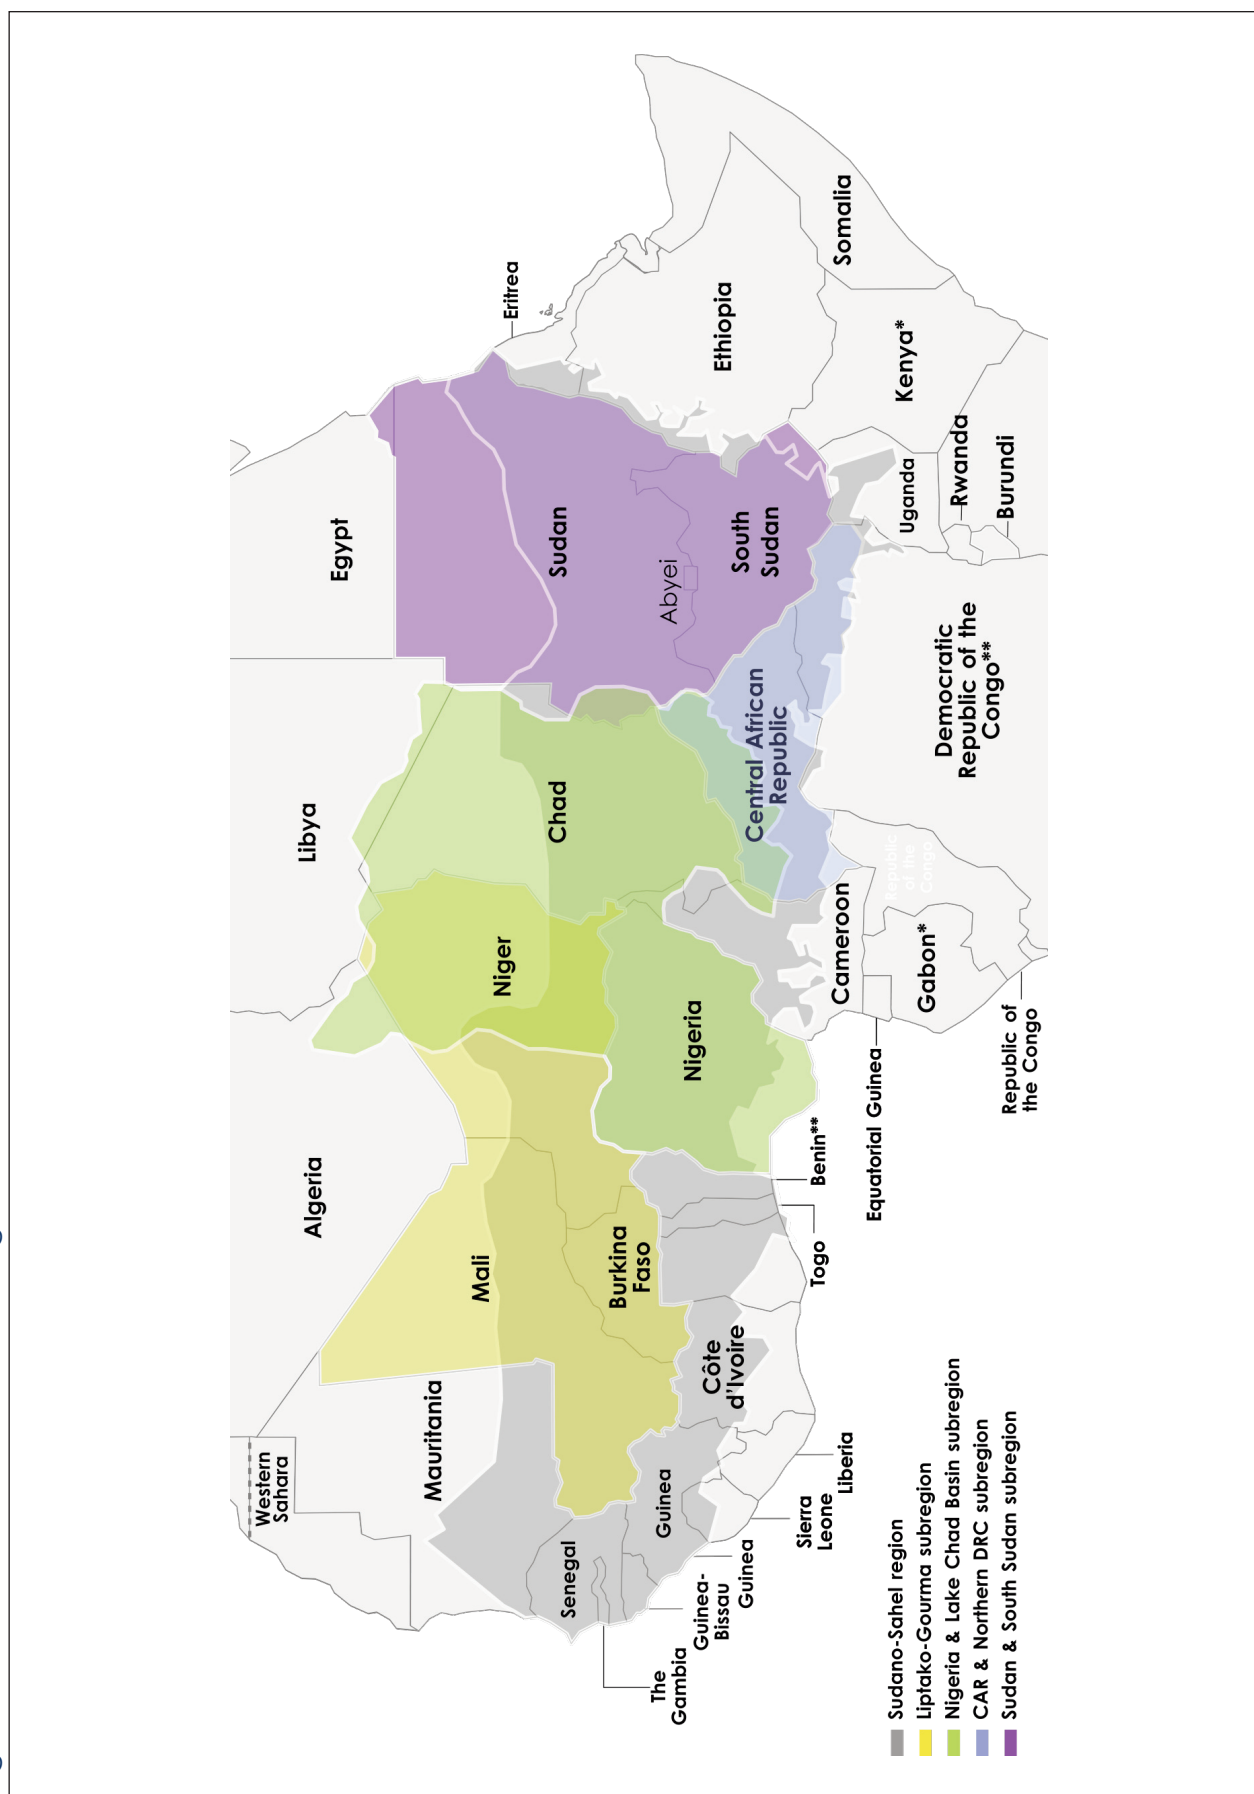 Western
Sahara
Algeria
Libya
Egypt
Mauritania
Mali
Niger
Chad
Sudan
Eritrea
Senegal
The
Gambia
Guinea-
Bissau
Guinea
Guinea
Sierra
Leone
Liberia
Côte
d'Ivoire
Burkina
Faso
Togo
Benin**
Nigeria
Cameroon
Equatorial Guinea
Gabon*
Republic of
the Congo
Republic
of the
Congo
Central African
Republic
Abyei
South
Sudan
Ethiopia
Somalia
Kenya*
Uganda
Rwanda
Burundi
Democratic
Republic of the
Congo**
Sudano-Sahel region
Liptako-Gourma subregion
Nigeria & Lake Chad Basin subregion
CAR & Northern DRC subregion
Sudan & South Sudan subregion